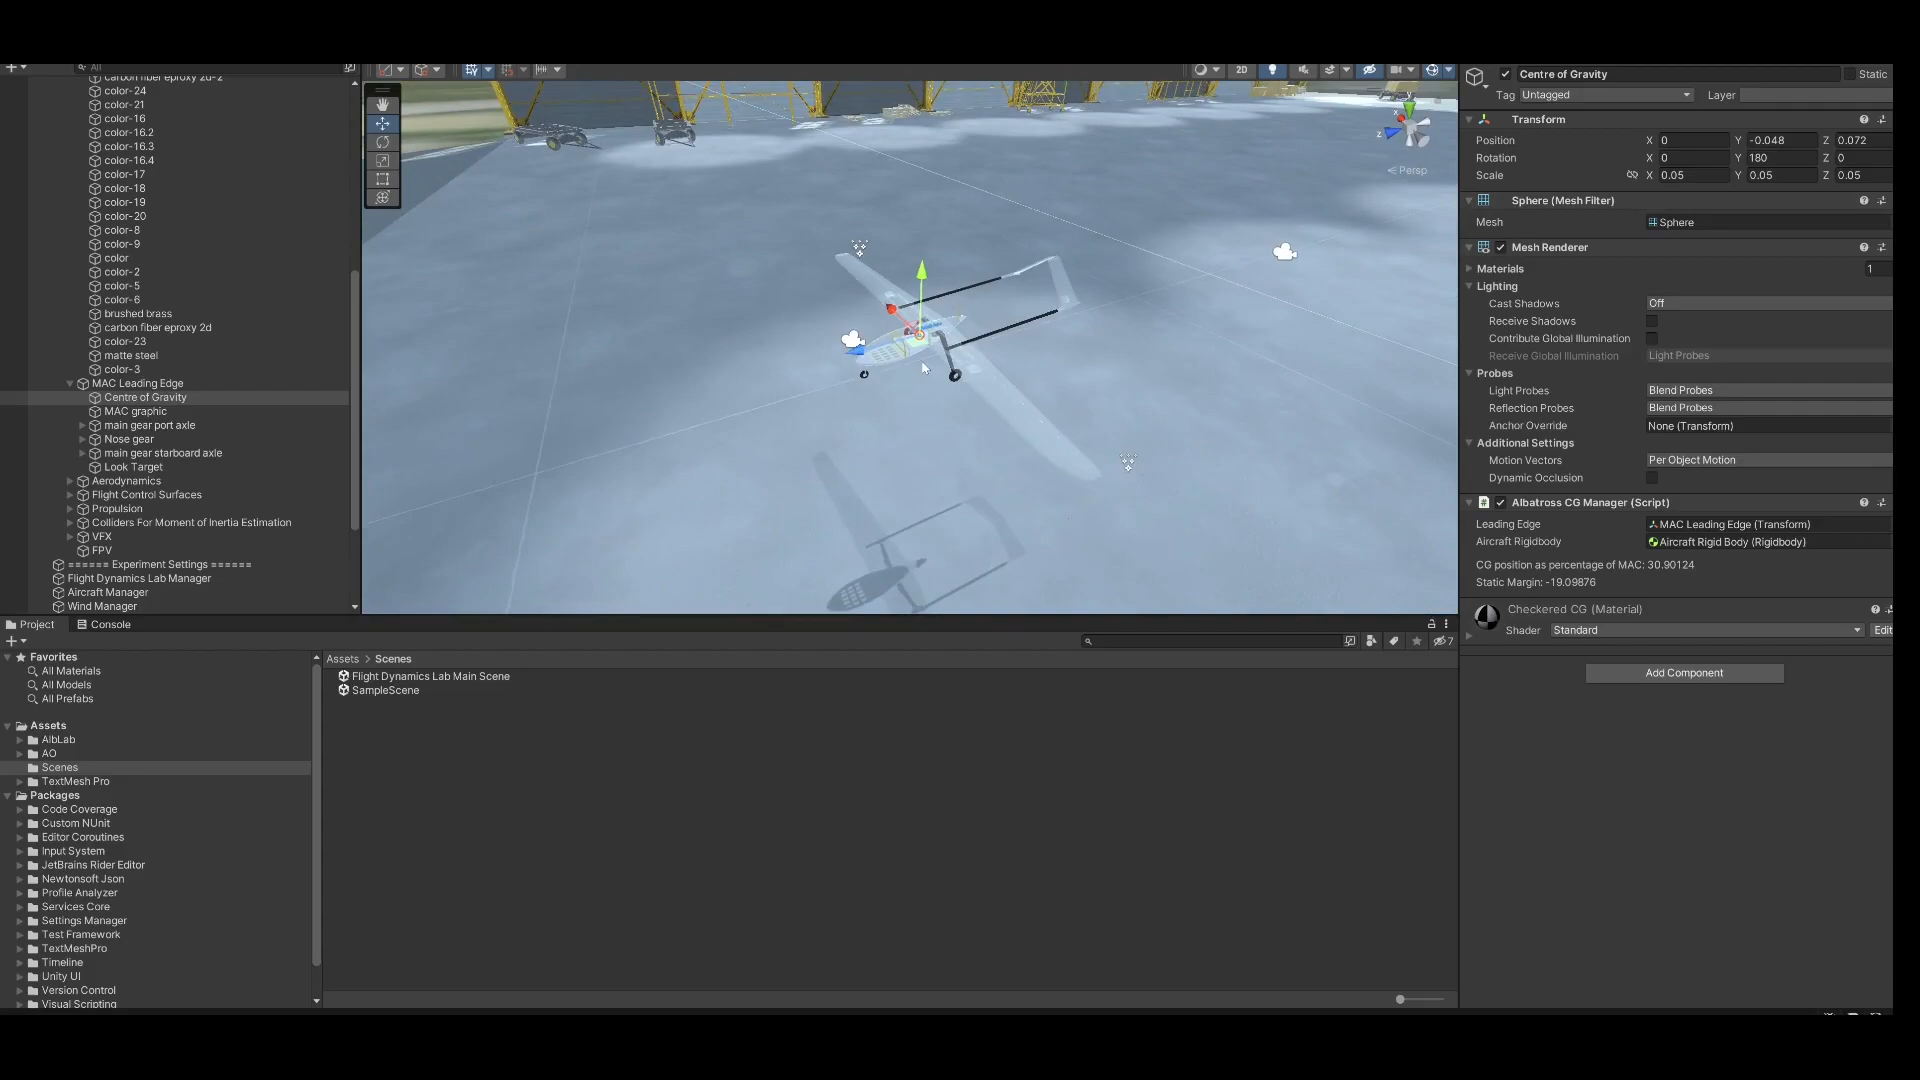 All
carbon fiber eproxy 2d-2
color-24
color-21
color-16
color-16.2
color-16.3
color-16.4
color-17
color-18
color-19
color-20
color-8
color-9
color
color-2
color-5
color-6
brushed brass
carbon fiber eproxy 2d
color-23
matte steel
color-3
MAC Leading Edge
Centre of Gravity
MAC graphic
main gear port axle
Nose gear
main gear starboard axle
Look Target
Aerodynamics
Flight Control Surfaces
Propulsion
Colliders For Moment of Inertia Estimation
VFX
FPV
====== Experiment Settings ======
Flight Dynamics Lab Manager
Aircraft Manager
Wind Manager
2D
y
x
z
Persp
Centre of Gravity
Static
Tag Untagged Layer
Transform
Position X 0 Y -0.048 Z 0.072
Rotation X 0 Y 180 Z 0
Scale X 0.05 Y 0.05 Z 0.05
Sphere (Mesh Filter)
Mesh Sphere
Mesh Renderer
Materials 1
Lighting
Cast Shadows Off
Receive Shadows
Contribute Global Illumination
Receive Global Illumination Light Probes
Probes
Light Probes Blend Probes
Reflection Probes Blend Probes
Anchor Override None (Transform)
Additional Settings
Motion Vectors Per Object Motion
Dynamic Occlusion
Albatross CG Manager (Script)
Leading Edge MAC Leading Edge (Transform)
Aircraft Rigidbody Aircraft Rigid Body (Rigidbody)
CG position as percentage of MAC: 30.90124
Static Margin: -19.09876
Checkered CG (Material)
Shader Standard Edit
Add Component
Project Console
7
Favorites
All Materials
All Models
All Prefabs
Assets
AlbLab
AO
Scenes
TextMesh Pro
Packages
Code Coverage
Custom NUnit
Editor Coroutines
Input System
JetBrains Rider Editor
Newtonsoft Json
Profile Analyzer
Services Core
Settings Manager
Test Framework
TextMeshPro
Timeline
Unity UI
Version Control
Visual Scripting
Assets > Scenes
Flight Dynamics Lab Main Scene
SampleScene